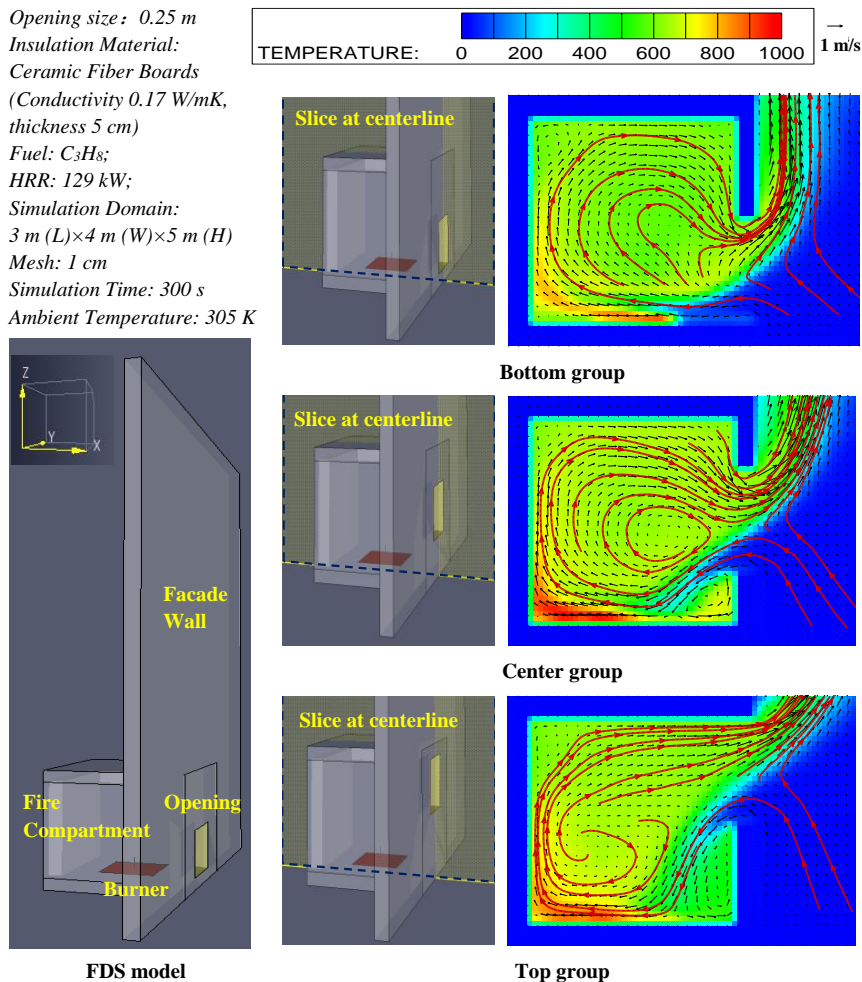 Opening size: 0.25 m
Insulation Material:
Ceramic Fiber Boards
(Conductivity 0.17 W/mK,
thickness 5 cm)
Fuel: C₃H₈;
HRR: 129 kW;
Simulation Domain:
3 m (L)×4 m (W)×5 m (H)
Mesh: 1 cm
Simulation Time: 300 s
Ambient Temperature: 305 K
TEMPERATURE: 0 200 400 600 800 1000
1 m/s
Slice at centerline
Bottom group
Slice at centerline
Center group
Slice at centerline
Top group
Z
Y
X
Facade
Wall
Fire
Compartment
Opening
Burner
FDS model